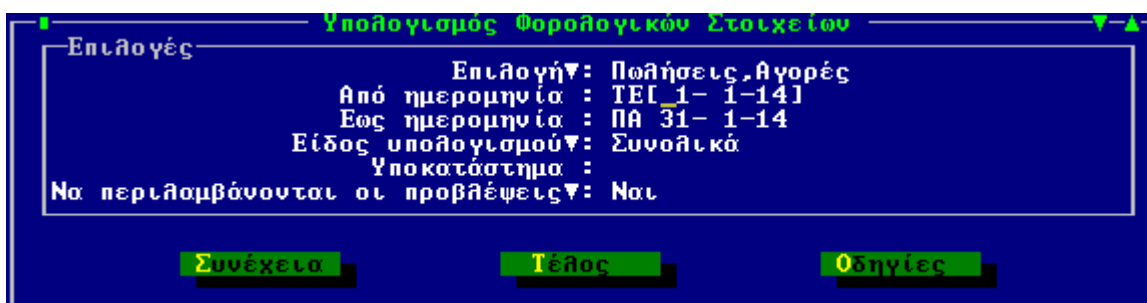 Υπολογισμός Φορολογικών Στοιχείων
Επιλογές
Επιλογή▼: Πωλήσεις,Αγορές
Από ημερομηνία : ΤΕ[_1- 1-14]
Εως ημερομηνία : ΠΑ 31- 1-14
Είδος υπολογισμού▼: Συνολικά
Υποκατάστημα :
Να περιλαμβάνονται οι προβλέψεις▼: Ναι
Συνέχεια Τέλος Οδηγίες